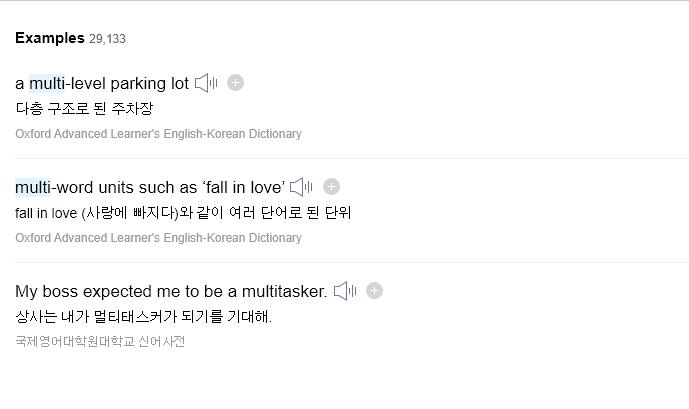 Examples 29,133
a multi-level parking lot
다층 구조로 된 주차장
Oxford Advanced Learner's English-Korean Dictionary
multi-word units such as ‘fall in love’
fall in love (사랑에 빠지다)와 같이 여러 단어로 된 단위
Oxford Advanced Learner's English-Korean Dictionary
My boss expected me to be a multitasker.
상사는 내가 멀티태스커가 되기를 기대해.
국제영어대학원대학교 신어사전